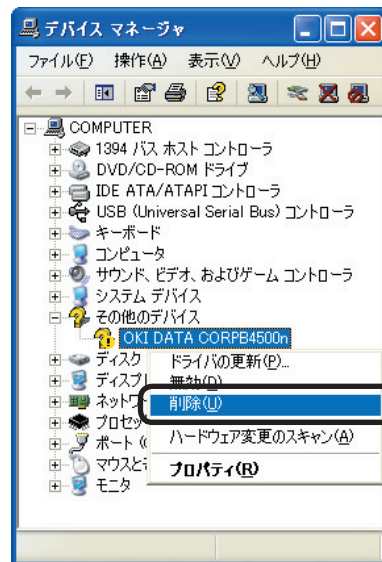 デバイス マネージャ
ファイル(F) 操作(A) 表示(V) ヘルプ(H)
COMPUTER
1394 バス ホスト コントローラ
DVD/CD-ROM ドライブ
IDE ATA/ATAPI コントローラ
USB (Universal Serial Bus) コントローラ
キーボード
コンピュータ
サウンド、ビデオ、およびゲーム コントローラ
システム デバイス
その他のデバイス
OKI DATA CORPB4500n
ディスク
ドライバの更新(P)...
ディスプ
無効(D)
ネットワ
削除(U)
プロセッ
ハードウェア変更のスキャン(A)
ポート (
マウスと
プロパティ(R)
モニタ